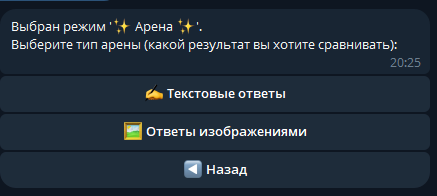 Выбран режим '✨ Арена ✨'.
Выберите тип арены (какой результат вы хотите сравнивать):
20:25
✍️ Текстовые ответы
🖼️ Ответы изображениями
◀️ Назад